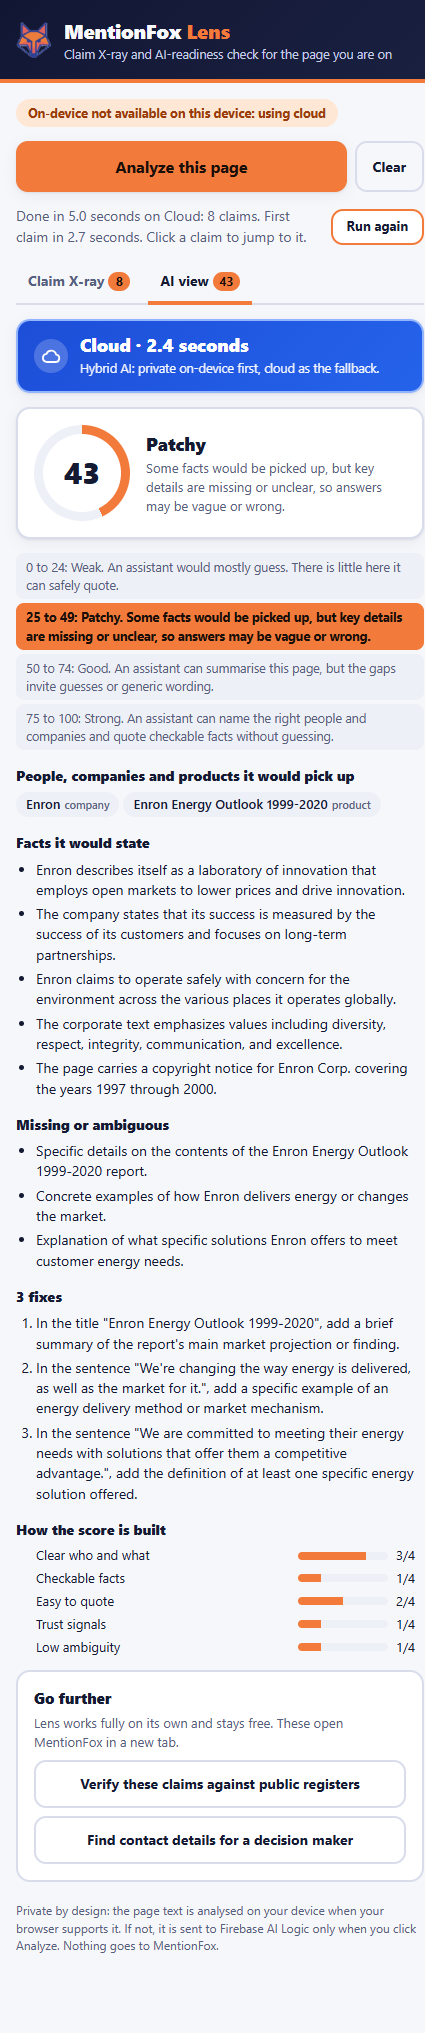 MentionFox Lens
Claim X-ray and AI-readiness check for the page you are on
On-device not available on this device: using cloud
Analyze this page
Clear
Done in 5.0 seconds on Cloud: 8 claims. First
claim in 2.7 seconds. Click a claim to jump to it.
Run again
Claim X-ray 8
AI view 43
Cloud · 2.4 seconds
Hybrid AI: private on-device first, cloud as the fallback.
43
Patchy
Some facts would be picked up, but key
details are missing or unclear, so answers
may be vague or wrong.
0 to 24: Weak. An assistant would mostly guess. There is little here it
can safely quote.
25 to 49: Patchy. Some facts would be picked up, but key details
are missing or unclear, so answers may be vague or wrong.
50 to 74: Good. An assistant can summarise this page, but the gaps
invite guesses or generic wording.
75 to 100: Strong. An assistant can name the right people and
companies and quote checkable facts without guessing.
People, companies and products it would pick up
Enron company
Enron Energy Outlook 1999-2020 product
Facts it would state
• Enron describes itself as a laboratory of innovation that
employs open markets to lower prices and drive innovation.
• The company states that its success is measured by the
success of its customers and focuses on long-term
partnerships.
• Enron claims to operate safely with concern for the
environment across the various places it operates globally.
• The corporate text emphasizes values including diversity,
respect, integrity, communication, and excellence.
• The page carries a copyright notice for Enron Corp. covering
the years 1997 through 2000.
Missing or ambiguous
• Specific details on the contents of the Enron Energy Outlook
1999-2020 report.
• Concrete examples of how Enron delivers energy or changes
the market.
• Explanation of what specific solutions Enron offers to meet
customer energy needs.
3 fixes
1. In the title "Enron Energy Outlook 1999-2020", add a brief
summary of the report's main market projection or finding.
2. In the sentence "We're changing the way energy is delivered,
as well as the market for it.", add a specific example of an
energy delivery method or market mechanism.
3. In the sentence "We are committed to meeting their energy
needs with solutions that offer them a competitive
advantage.", add the definition of at least one specific energy
solution offered.
How the score is built
Clear who and what 3/4
Checkable facts 1/4
Easy to quote 2/4
Trust signals 1/4
Low ambiguity 1/4
Go further
Lens works fully on its own and stays free. These open
MentionFox in a new tab.
Verify these claims against public registers
Find contact details for a decision maker
Private by design: the page text is analysed on your device when your
browser supports it. If not, it is sent to Firebase AI Logic only when you click
Analyze. Nothing goes to MentionFox.